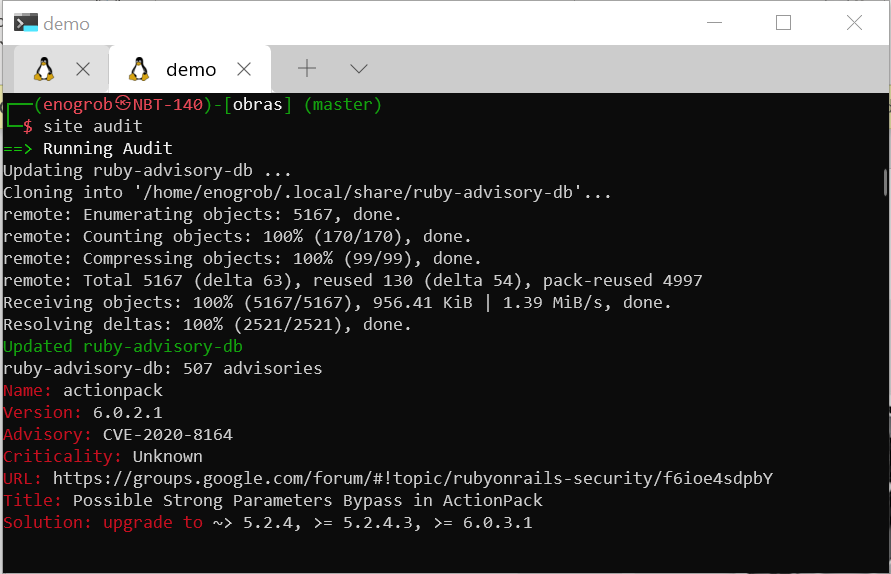 demo
demo
┌──(enogrob㉿NBT-140)-[obras] (master)
└─$ site audit
==> Running Audit
Updating ruby-advisory-db ...
Cloning into '/home/enogrob/.local/share/ruby-advisory-db'...
remote: Enumerating objects: 5167, done.
remote: Counting objects: 100% (170/170), done.
remote: Compressing objects: 100% (99/99), done.
remote: Total 5167 (delta 63), reused 130 (delta 54), pack-reused 4997
Receiving objects: 100% (5167/5167), 956.41 KiB | 1.39 MiB/s, done.
Resolving deltas: 100% (2521/2521), done.
Updated ruby-advisory-db
ruby-advisory-db: 507 advisories
Name: actionpack
Version: 6.0.2.1
Advisory: CVE-2020-8164
Criticality: Unknown
URL: https://groups.google.com/forum/#!topic/rubyonrails-security/f6ioe4sdpbY
Title: Possible Strong Parameters Bypass in ActionPack
Solution: upgrade to ~> 5.2.4, >= 5.2.4.3, >= 6.0.3.1